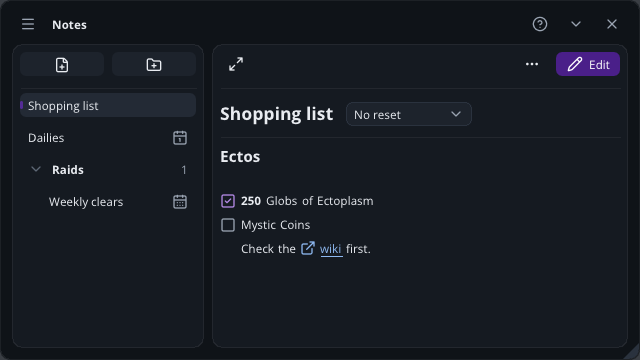 Notes
Edit
Shopping list
Dailies
Raids 1
Weekly clears
Shopping list No reset
Ectos
250 Globs of Ectoplasm
Mystic Coins
Check the wiki first.